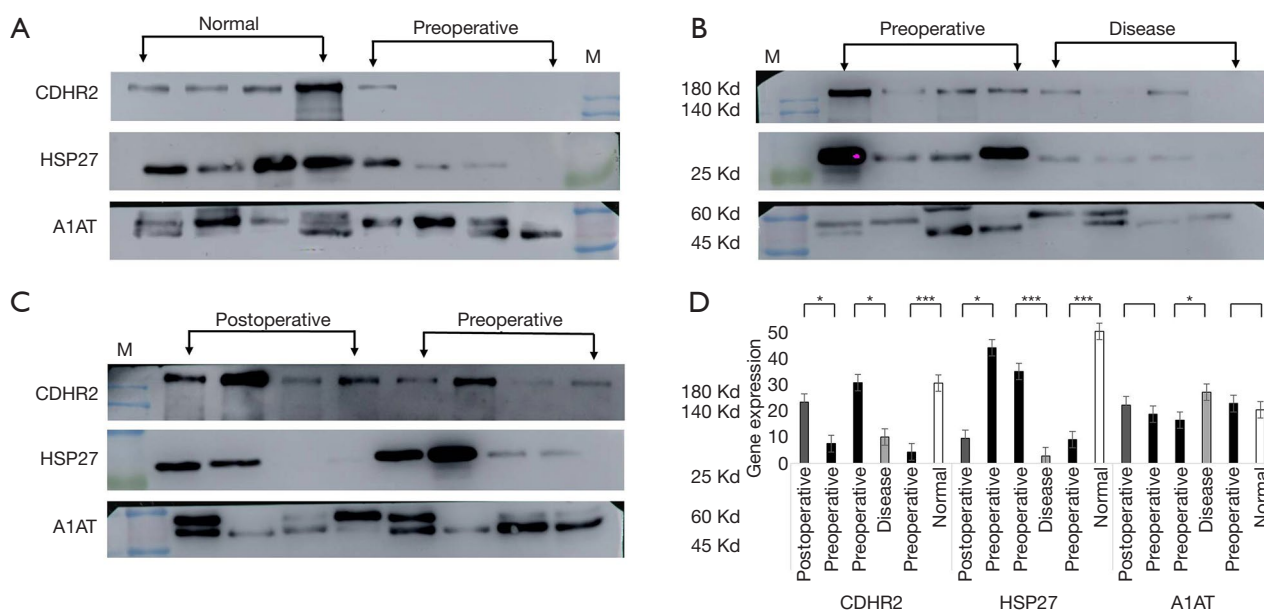 A
Normal
Preoperative
M
CDHR2
HSP27
A1AT
B
Preoperative
Disease
M
180 Kd
140 Kd
25 Kd
60 Kd
45 Kd
C
Postoperative
Preoperative
M
CDHR2
HSP27
A1AT
180 Kd
140 Kd
25 Kd
60 Kd
45 Kd
D
* * *** * *** *** *
Gene expression
50
40
30
20
10
0
Postoperative
Preoperative
Preoperative
Disease
Preoperative
Normal
Postoperative
Preoperative
Preoperative
Disease
Preoperative
Normal
Postoperative
Preoperative
Preoperative
Disease
Preoperative
Normal
CDHR2 HSP27 A1AT